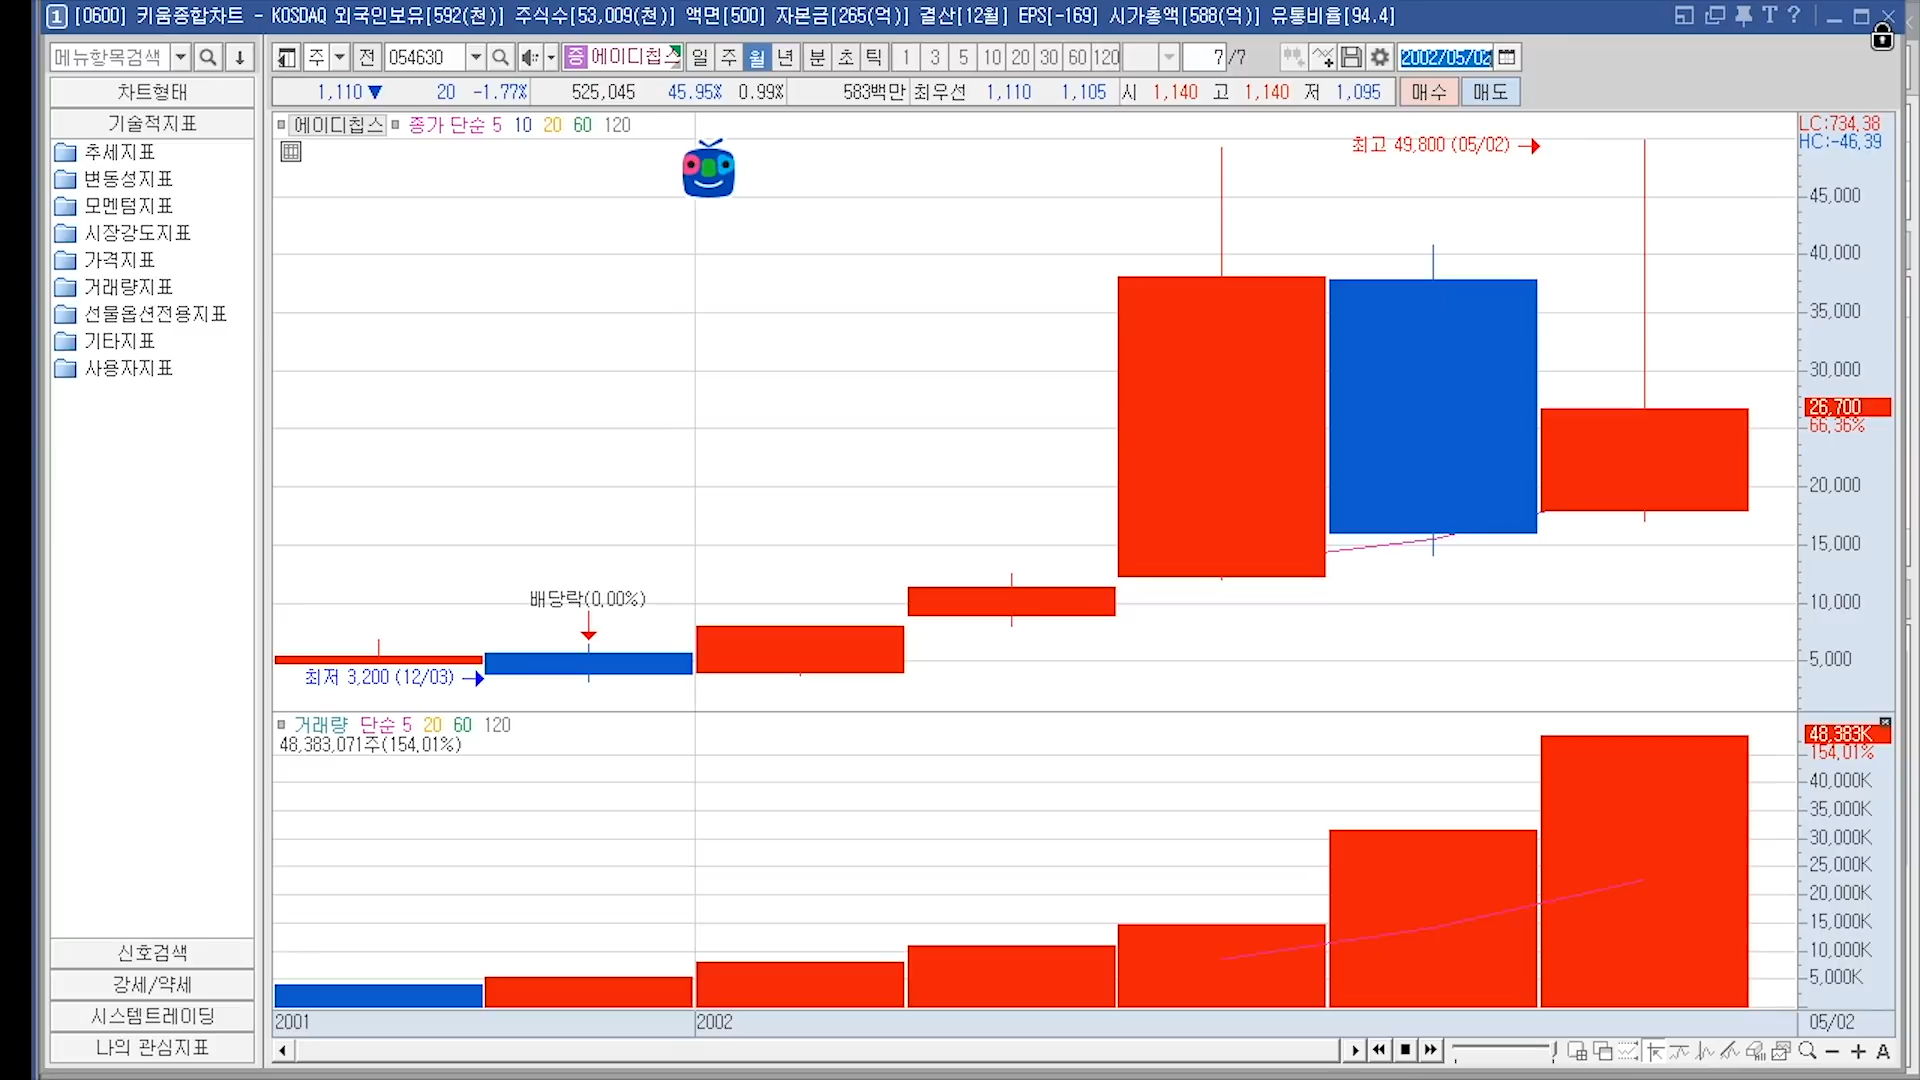 1 [0600] 키움종합차트 - KOSDAQ 외국인보유[592(천)] 주식수[53,009(천)] 액면[500] 자본금[265(억)] 결산[12월] EPS[-169] 시가총액[588(억)] 유통비율[94.4] T ?
메뉴항목검색 주 전 054630 증 에이디칩스 일 주 월 년 분 초 틱 1 3 5 10 20 30 60 120 7 /7 2002/05/02
차트형태 1,110 ▼ 20 -1.77% 525,045 45.95% 0.99% 583백만 최우선 1,110 1,105 시 1,140 고 1,140 저 1,095 매수 매도
기술적지표
추세지표
변동성지표
모멘텀지표
시장강도지표
가격지표
거래량지표
선물옵션전용지표
기타지표
사용자지표
신호검색
강세/약세
시스템트레이딩
나의 관심지표
에이디칩스 종가 단순 5 10 20 60 120
최고 49,800 (05/02)
배당락(0,00%)
최저 3,200 (12/03)
LC:734,38
HC:-46,39
45,000
40,000
35,000
30,000
26,700
66,36%
20,000
15,000
10,000
5,000
거래량 단순 5 20 60 120
48,383,071주(154,01%)
48,383K
154,01%
40,000K
35,000K
30,000K
25,000K
20,000K
15,000K
10,000K
5,000K
2001 2002 05/02
A